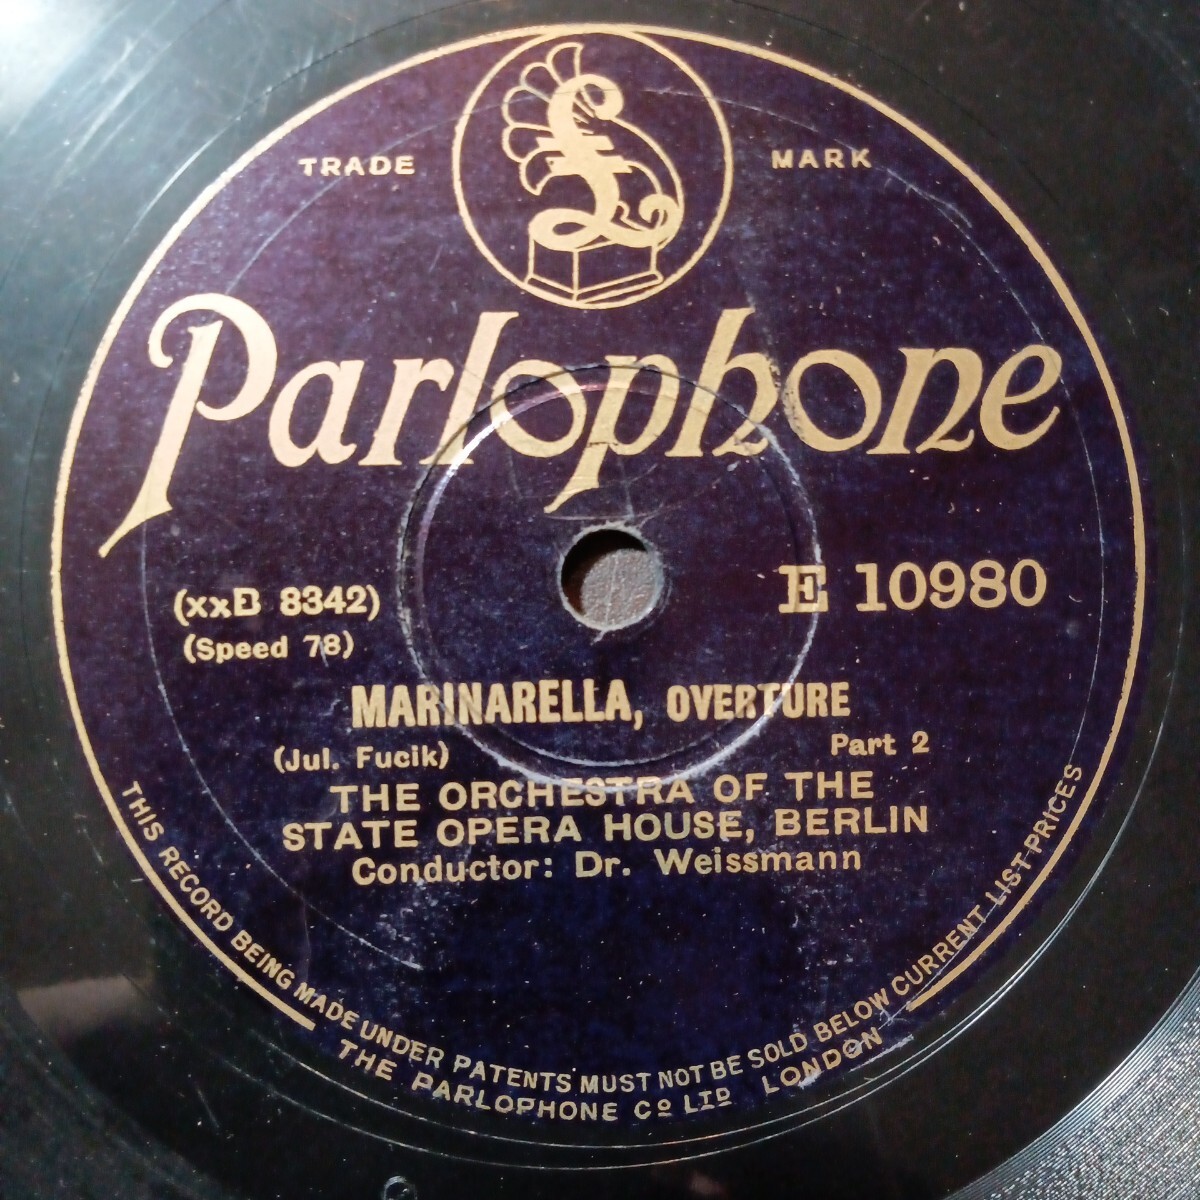 TRADE MARK
Parlophone
(xxB 8342)
E 10980
(Speed 78)
MARINARELLA, OVERTURE
(Jul. Fucik)
Part 2
THE ORCHESTRA OF THE
STATE OPERA HOUSE, BERLIN
Conductor: Dr. Weissmann
THIS RECORD BEING MADE UNDER PATENTS MUST NOT BE SOLD BELOW CURRENT LIST PRICES
THE PARLOPHONE Cº LTD LONDON